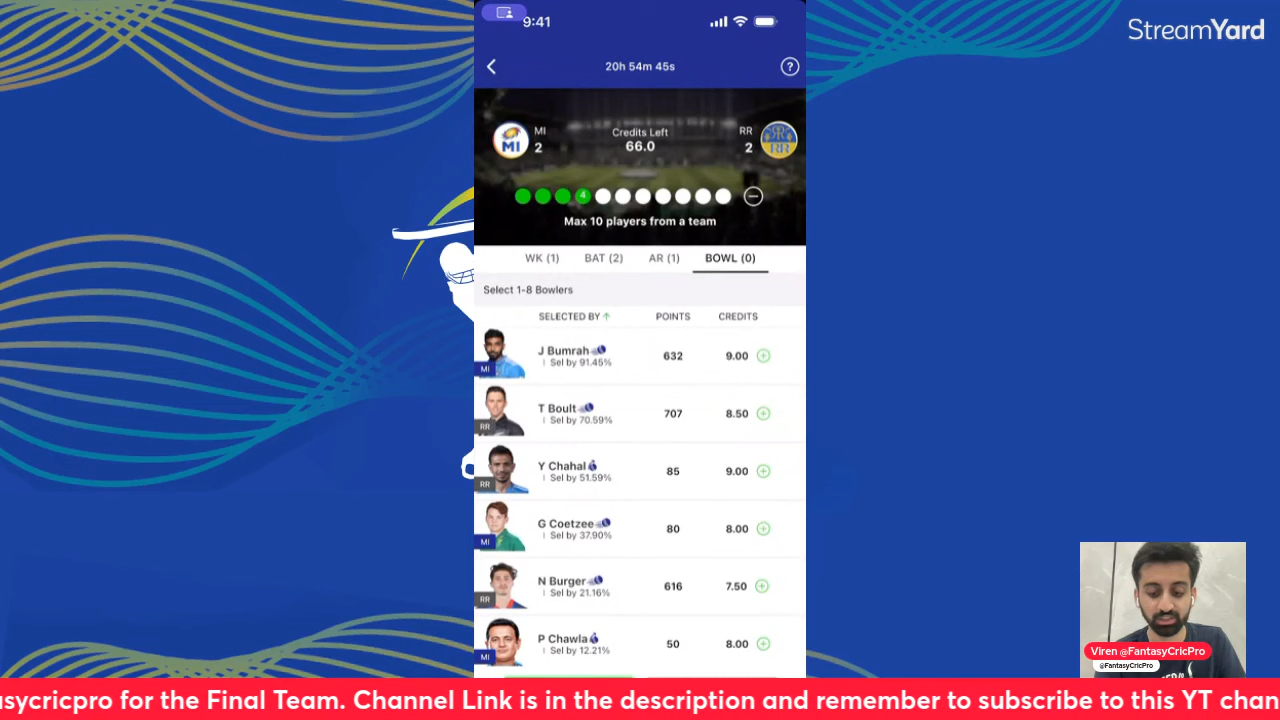 StreamYard
9:41
20h 54m 45s
?
MI
2
Credits Left
66.0
RR
2
MI
RR
4
Max 10 players from a team
WK (1)
BAT (2)
AR (1)
BOWL (0)
Select 1-8 Bowlers
SELECTED BY
POINTS
CREDITS
J Bumrah
Sel by 91.45%
632
9.00
MI
T Boult
Sel by 70.59%
707
8.50
RR
Y Chahal
Sel by 51.59%
85
9.00
RR
G Coetzee
Sel by 37.90%
80
8.00
MI
N Burger
Sel by 21.16%
616
7.50
RR
P Chawla
Sel by 12.21%
50
8.00
MI
Viren @FantasyCricPro
@FantasyCricPro
sycricpro for the Final Team. Channel Link is in the description and remember to subscribe to this YT chan